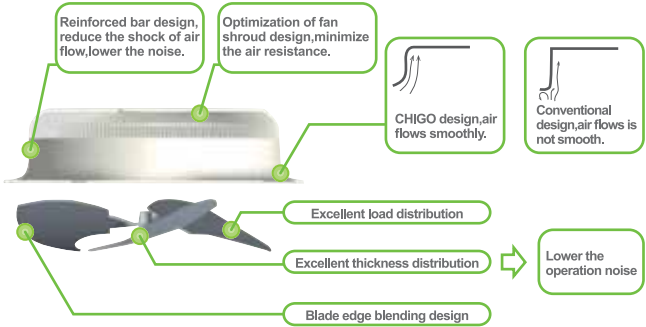 Reinforced bar design,
reduce the shock of air
flow,lower the noise.
Optimization of fan
shroud design,minimize
the air resistance.
CHIGO design,air
flows smoothly.
Conventional
design,air flows is
not smooth.
Excellent load distribution
Excellent thickness distribution
Lower the
operation noise
Blade edge blending design